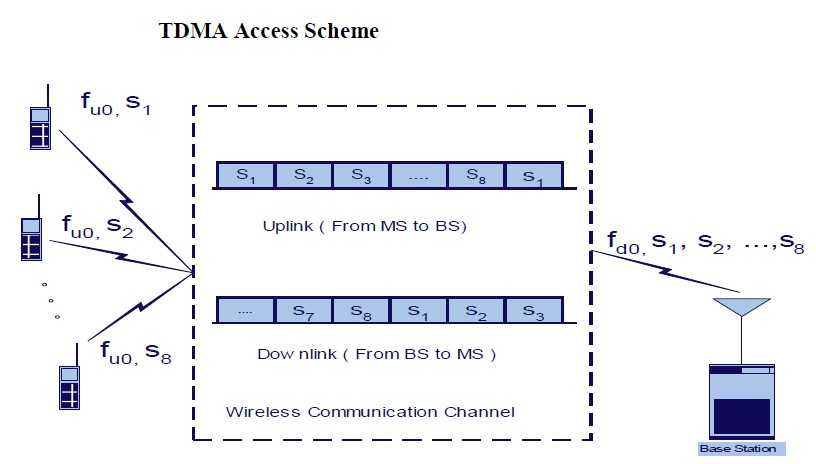 TDMA Access Scheme
fu0, s1
S1 S2 S3 .... S8 S1
Uplink ( From MS to BS)
fu0, s2
fd0, s1, s2, ...,s8
.... S7 S8 S1 S2 S3
fu0, s8
Dow nlink ( From BS to MS )
Wireless Communication Channel
Base Station